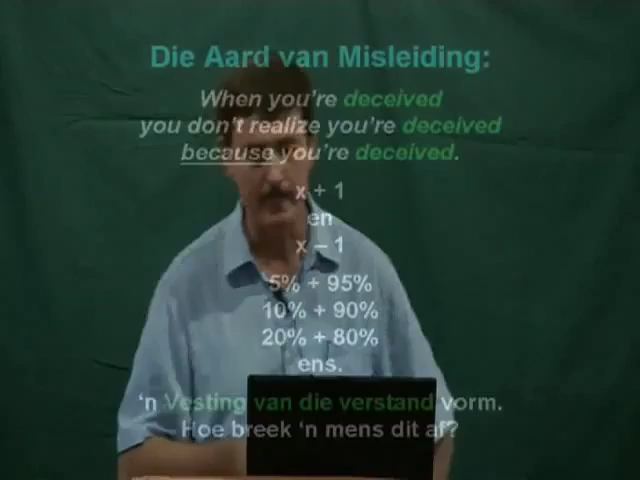 Die Aard van Misleiding:
When you're deceived
you don't realize you're deceived
because you're deceived.
x + 1
en
x – 1
5% + 95%
10% + 90%
20% + 80%
ens.
‘n Vesting van die verstand vorm.
Hoe breek ‘n mens dit af?